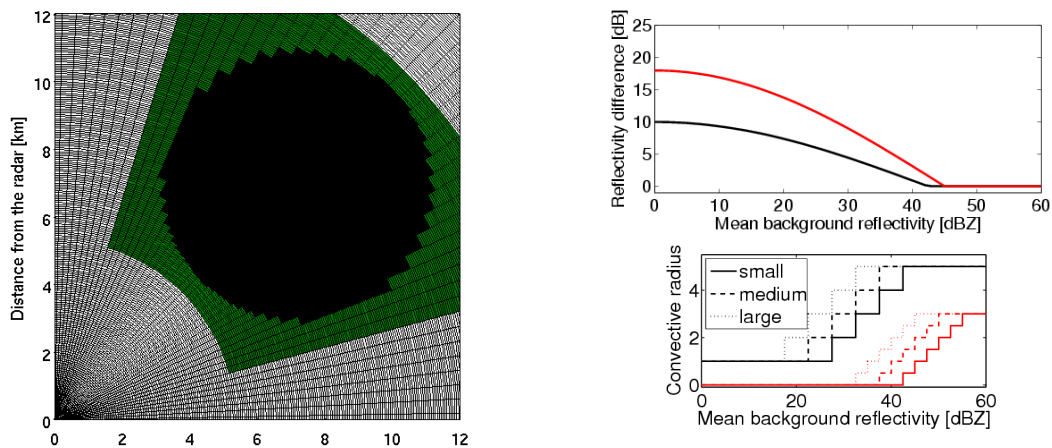 Distance from the radar [km]
12
10
8
6
4
2
0
0 2 4 6 8 10 12
Reflectivity difference [dB]
25
20
15
10
5
0
0 10 20 30 40 50 60
Mean background reflectivity [dBZ]
Convective radius
4
2
0
small
medium
large
0 20 40 60
Mean background reflectivity [dBZ]